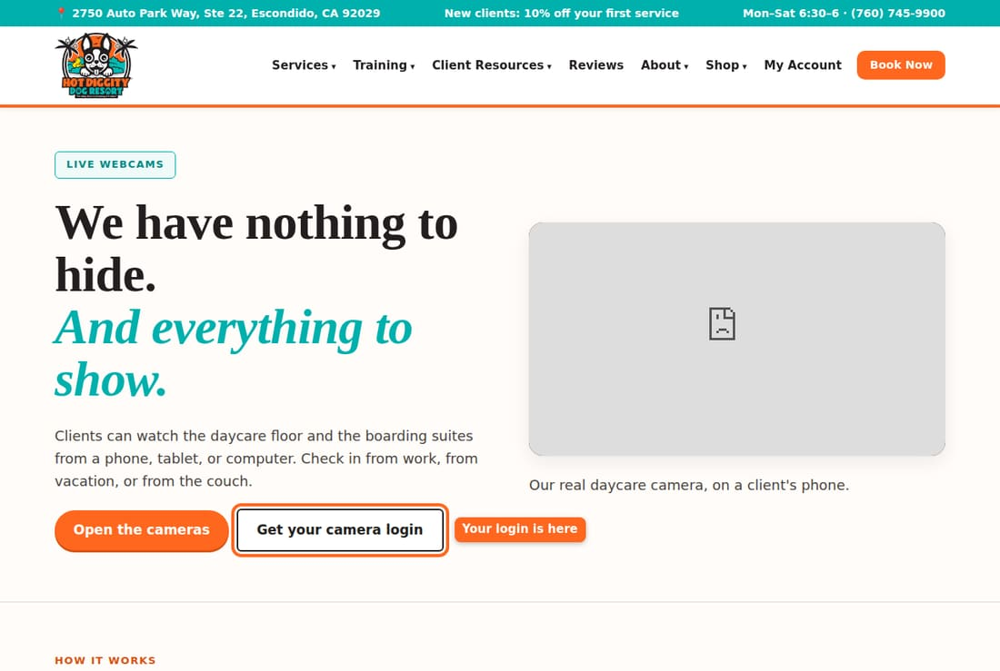 2750 Auto Park Way, Ste 22, Escondido, CA 92029
New clients: 10% off your first service
Mon–Sat 6:30–6 · (760) 745-9900
HOT DIGGITY
DOG RESORT
Services ▾
Training ▾
Client Resources ▾
Reviews
About ▾
Shop ▾
My Account
Book Now
LIVE WEBCAMS
We have nothing to
hide.
And everything to
show.
Clients can watch the daycare floor and the boarding suites
from a phone, tablet, or computer. Check in from work, from
vacation, or from the couch.
Our real daycare camera, on a client's phone.
Open the cameras
Get your camera login
Your login is here
HOW IT WORKS